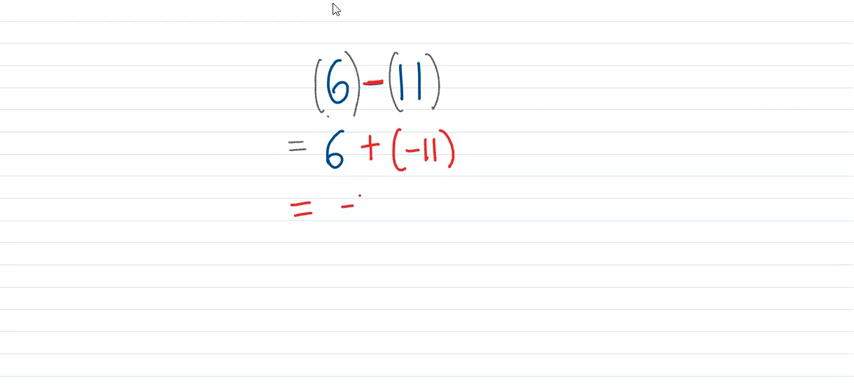 (6) - (11)
= 6 + (-11)
= -